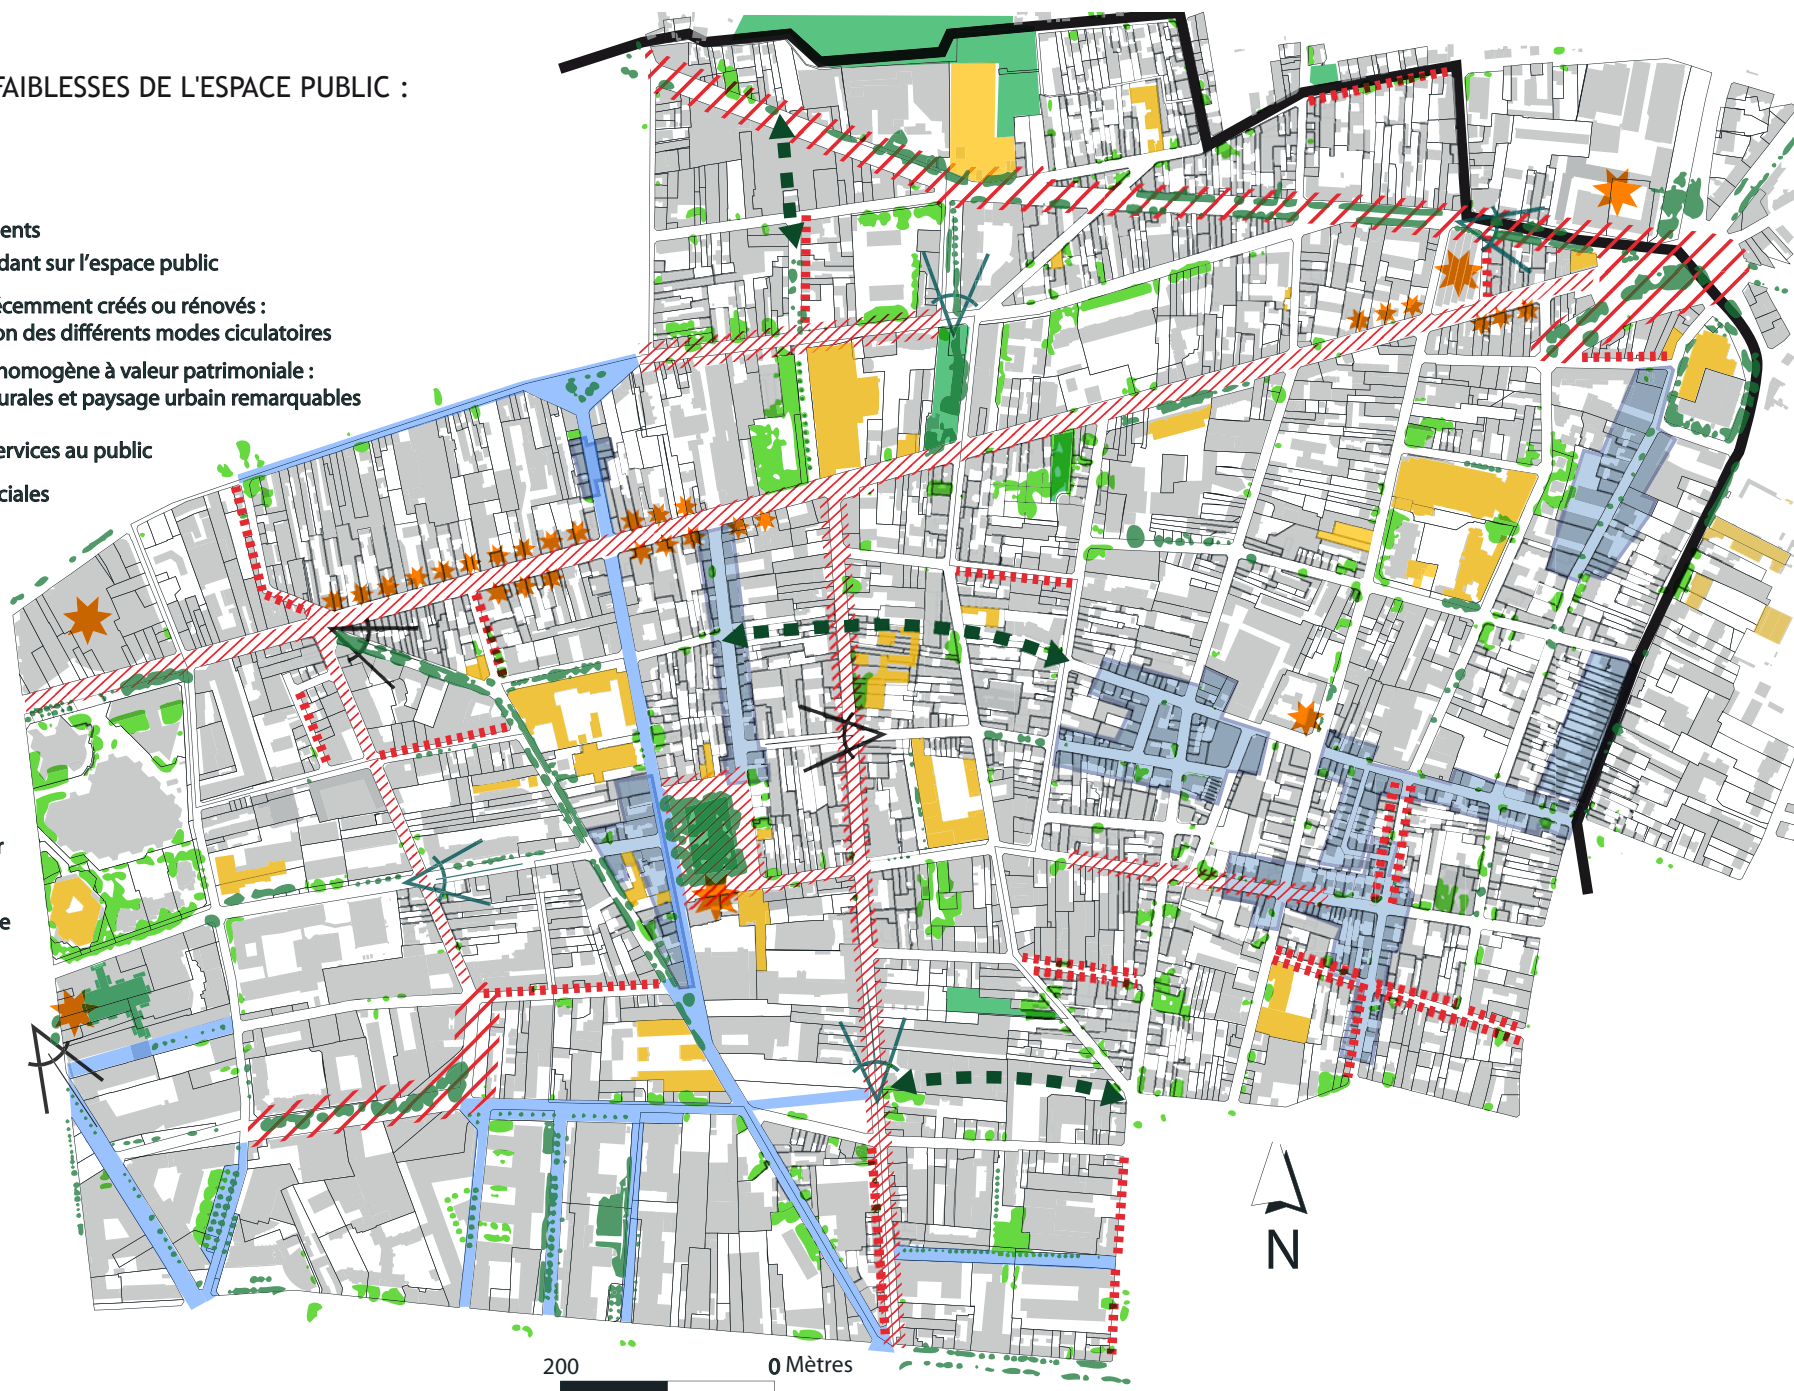 FAIBLESSES DE L'ESPACE PUBLIC :
ents
dant sur l'espace public
écemment créés ou rénovés :
on des différents modes ciculatoires
homogène à valeur patrimoniale :
urales et paysage urbain remarquables
ervices au public
ciales
r
e
N
200 0 Mètres